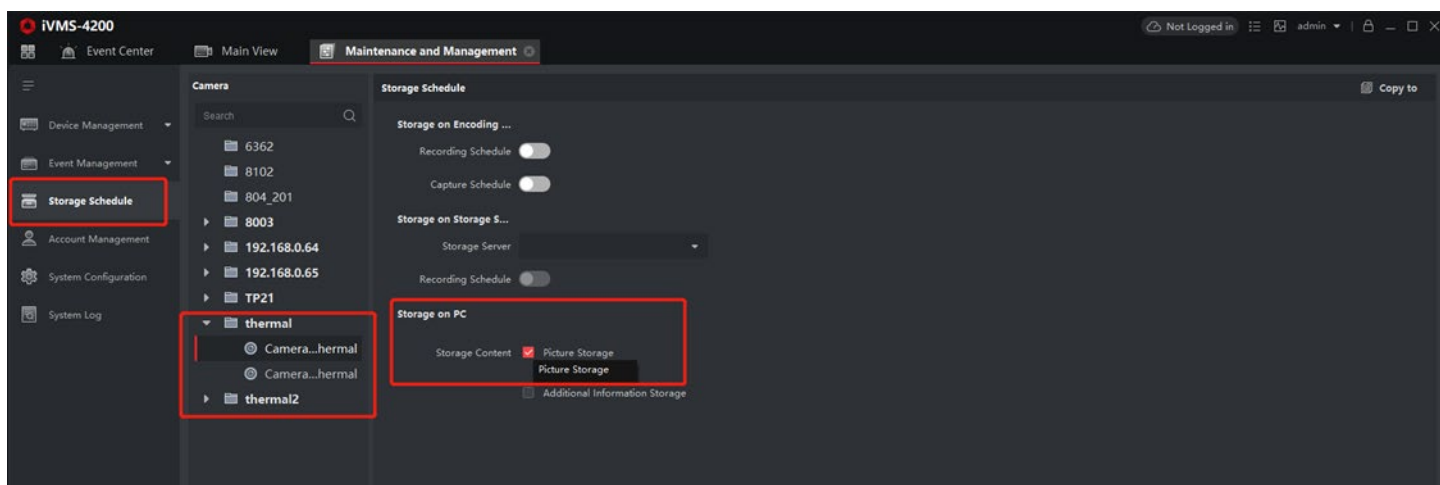 iVMS-4200
Not Logged in
admin
Event Center
Main View
Maintenance and Management
Camera
Storage Schedule
Copy to
Search
Device Management
Event Management
Storage Schedule
Account Management
System Configuration
System Log
6362
8102
804_201
8003
192.168.0.64
192.168.0.65
TP21
thermal
Camera...hermal
Camera...hermal
thermal2
Storage on Encoding ...
Recording Schedule
Capture Schedule
Storage on Storage S...
Storage Server
Recording Schedule
Storage on PC
Storage Content Picture Storage
Picture Storage
Additional Information Storage